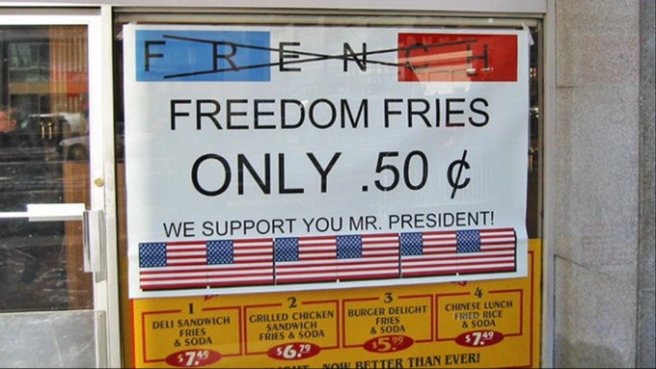 FRENCH
FREEDOM FRIES
ONLY .50 ¢
WE SUPPORT YOU MR. PRESIDENT!
1
DELI SANDWICH
FRIES
& SODA
$7.49
2
GRILLED CHICKEN
SANDWICH
FRIES & SODA
$6.79
3
BURGER DELIGHT
FRIES
& SODA
$5.99
4
CHINESE LUNCH
FRIED RICE
& SODA
$7.49
NOW BETTER THAN EVER!